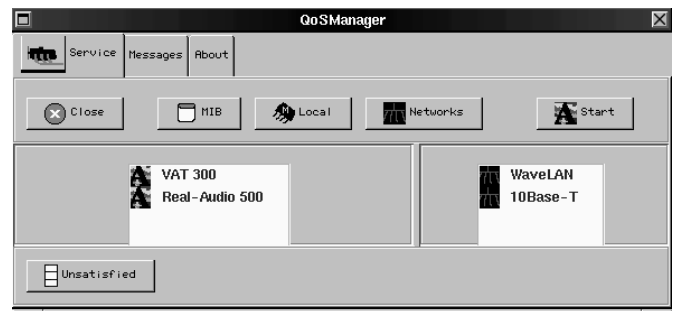 QoSManager
Service Messages About
Close MIB Local Networks Start
VAT 300 WaveLAN
Real-Audio 500 10Base-T
Unsatisfied